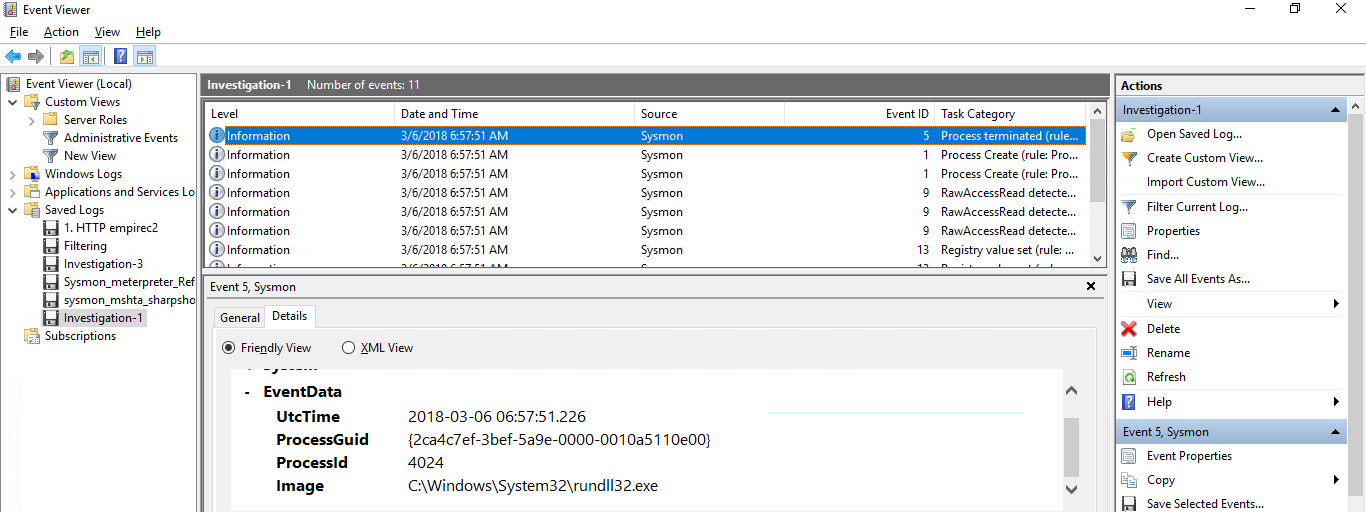 Event Viewer
File Action View Help
Event Viewer (Local)
Custom Views
Server Roles
Administrative Events
New View
Windows Logs
Applications and Services Lo
Saved Logs
1. HTTP empirec2
Filtering
Investigation-3
Sysmon_meterpreter_Ref
sysmon_mshta_sharpsho
Investigation-1
Subscriptions
Investigation-1 Number of events: 11
Level Date and Time Source Event ID Task Category
Information 3/6/2018 6:57:51 AM Sysmon 5 Process terminated (rule...
Information 3/6/2018 6:57:51 AM Sysmon 1 Process Create (rule: Pro...
Information 3/6/2018 6:57:51 AM Sysmon 1 Process Create (rule: Pro...
Information 3/6/2018 6:57:51 AM Sysmon 9 RawAccessRead detecte...
Information 3/6/2018 6:57:51 AM Sysmon 9 RawAccessRead detecte...
Information 3/6/2018 6:57:51 AM Sysmon 9 RawAccessRead detecte...
Information 3/6/2018 6:57:51 AM Sysmon 13 Registry value set (rule: ...
Event 5, Sysmon
General Details
Friendly View XML View
- EventData
UtcTime 2018-03-06 06:57:51.226
ProcessGuid {2ca4c7ef-3bef-5a9e-0000-0010a5110e00}
ProcessId 4024
Image C:\Windows\System32\rundll32.exe
Actions
Investigation-1
Open Saved Log...
Create Custom View...
Import Custom View...
Filter Current Log...
Properties
Find...
Save All Events As...
View
Delete
Rename
Refresh
Help
Event 5, Sysmon
Event Properties
Copy
Save Selected Events...